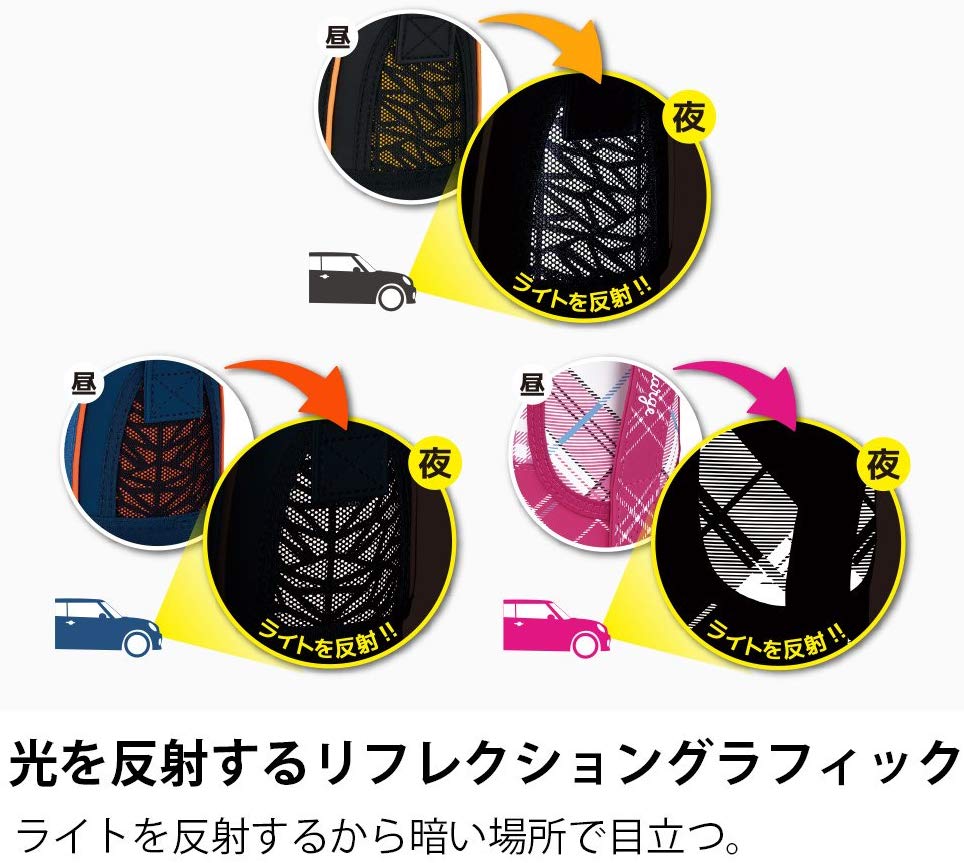 昼
夜
ライトを反射!!
昼
夜
ライトを反射!!
昼
large
夜
ライトを反射!!
光を反射するリフレクショングラフィック
ライトを反射するから暗い場所で目立つ。